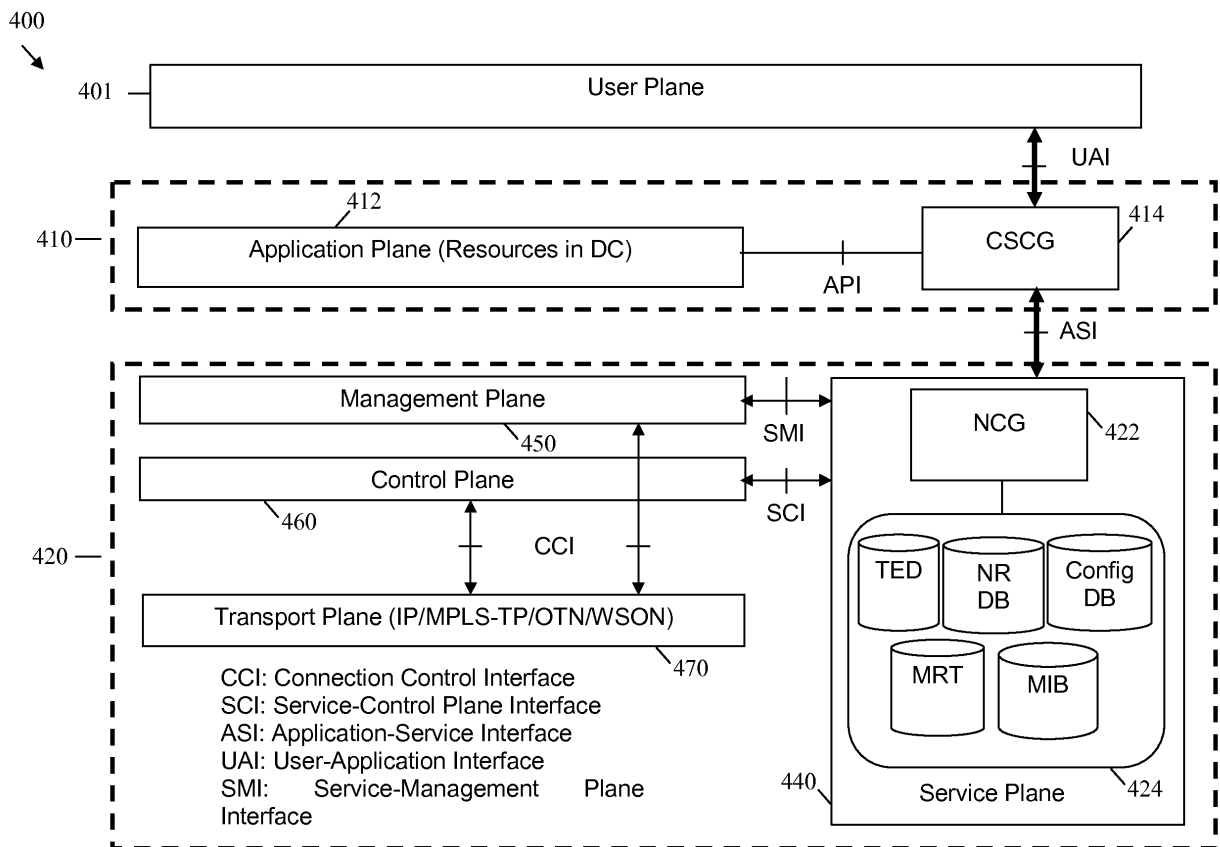 400
401
User Plane
UAI
410
412
414
Application Plane (Resources in DC)
CSCG
API
ASI
Management Plane
SMI
NCG
422
450
Control Plane
SCI
460
420
CCI
TED
NR
DB
Config
DB
Transport Plane (IP/MPLS-TP/OTN/WSON)
470
MRT
MIB
CCI: Connection Control Interface
SCI: Service-Control Plane Interface
ASI: Application-Service Interface
UAI: User-Application Interface
SMI: Service-Management Plane
Interface
440
Service Plane
424